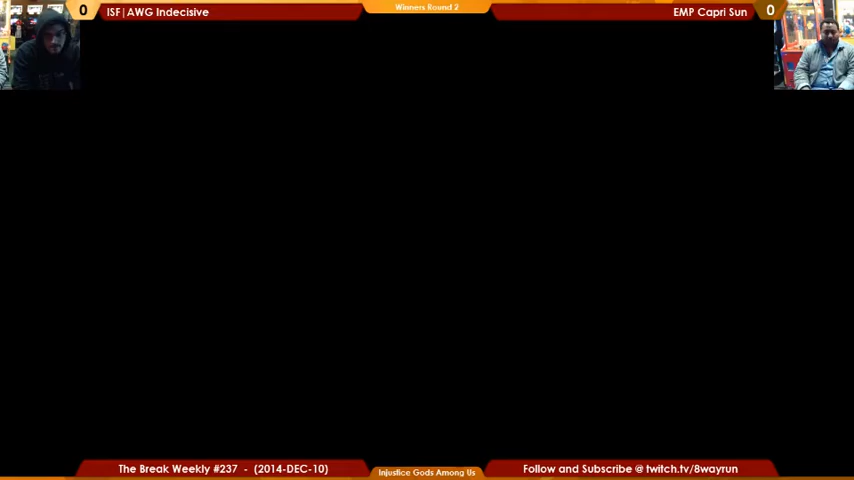 0
ISF|AWG Indecisive
Winners Round 2
EMP Capri Sun
0
The Break Weekly #237 - (2014-DEC-10)
Injustice Gods Among Us
Follow and Subscribe @ twitch.tv/8wayrun